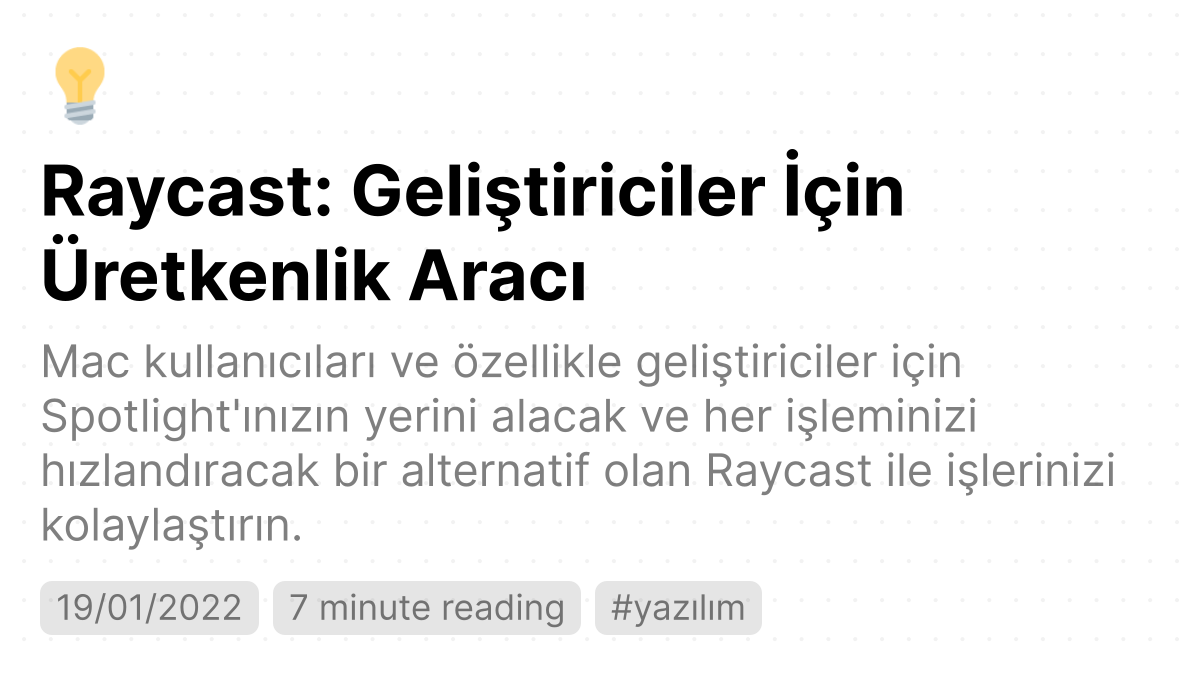 Raycast: Geliştiriciler İçin
Üretkenlik Aracı
Mac kullanıcıları ve özellikle geliştiriciler için
Spotlight'ınızın yerini alacak ve her işleminizi
hızlandıracak bir alternatif olan Raycast ile işlerinizi
kolaylaştırın.
19/01/2022 7 minute reading #yazılım